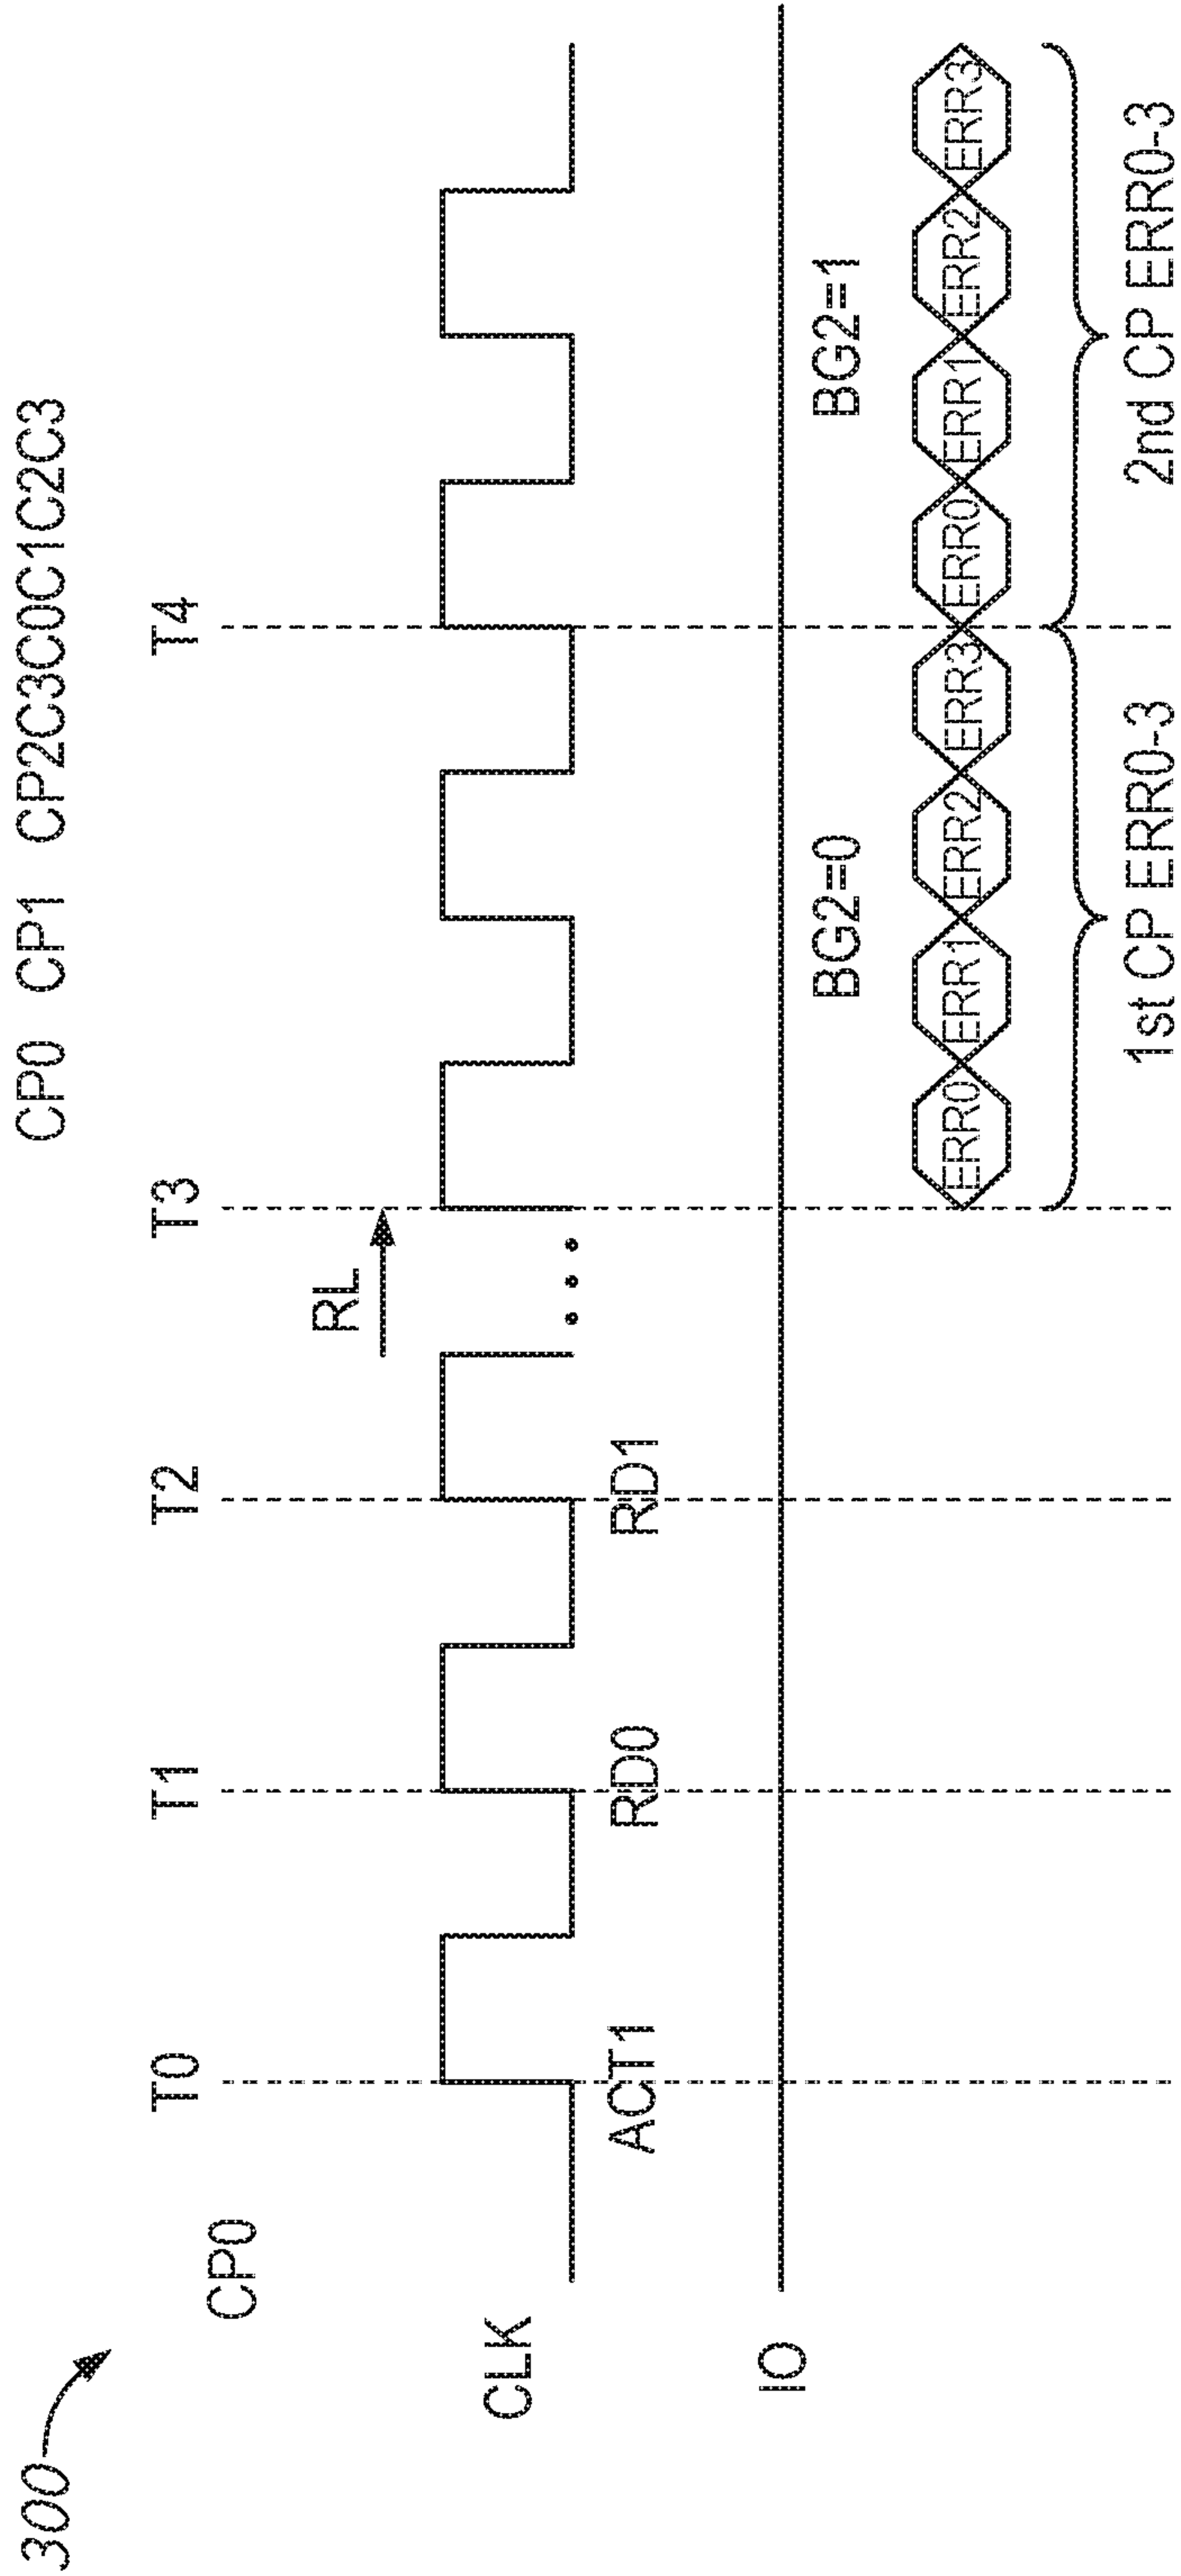 300
CP0 CP1 CP2C3C0C1C2C3
T0 T1 T2 T3 T4
CP0
RL
CLK
ACT1 RD0 RD1
IO
BG2=0 BG2=1
ERR0 ERR1 ERR2 ERR3 ERR0 ERR1 ERR2 ERR3
1st CP ERR0-3 2nd CP ERR0-3